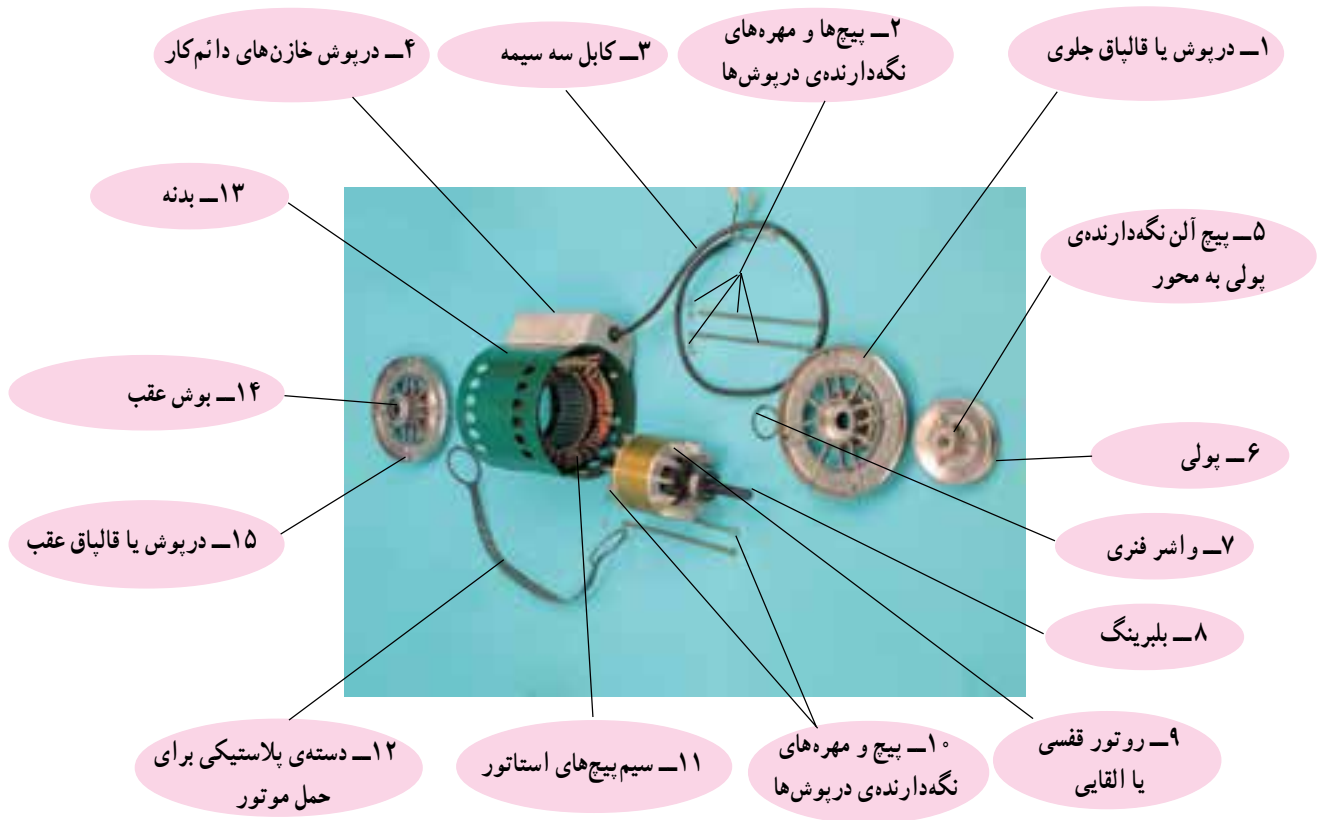 ۱ــ درپوش یا قالپاق جلوی
۲ــ پیچ‌ها و مهره‌های
نگه‌دارنده‌ی درپوش‌ها
۳ــ کابل سه سیمه
۴ــ درپوش خازن‌های دائم‌کار
۵ــ پیچ آلن نگه‌دارنده‌ی
پولی به محور
۶ــ پولی
۷ــ واشر فنری
۸ــ بلبرینگ
۹ــ روتور قفسی
یا القایی
۱۰ــ پیچ و مهره‌های
نگه‌دارنده‌ی درپوش‌ها
۱۱ــ سیم‌پیچ‌های استاتور
۱۲ــ دسته‌ی پلاستیکی برای
حمل موتور
۱۳ــ بدنه
۱۴ــ بوش عقب
۱۵ــ درپوش یا قالپاق عقب